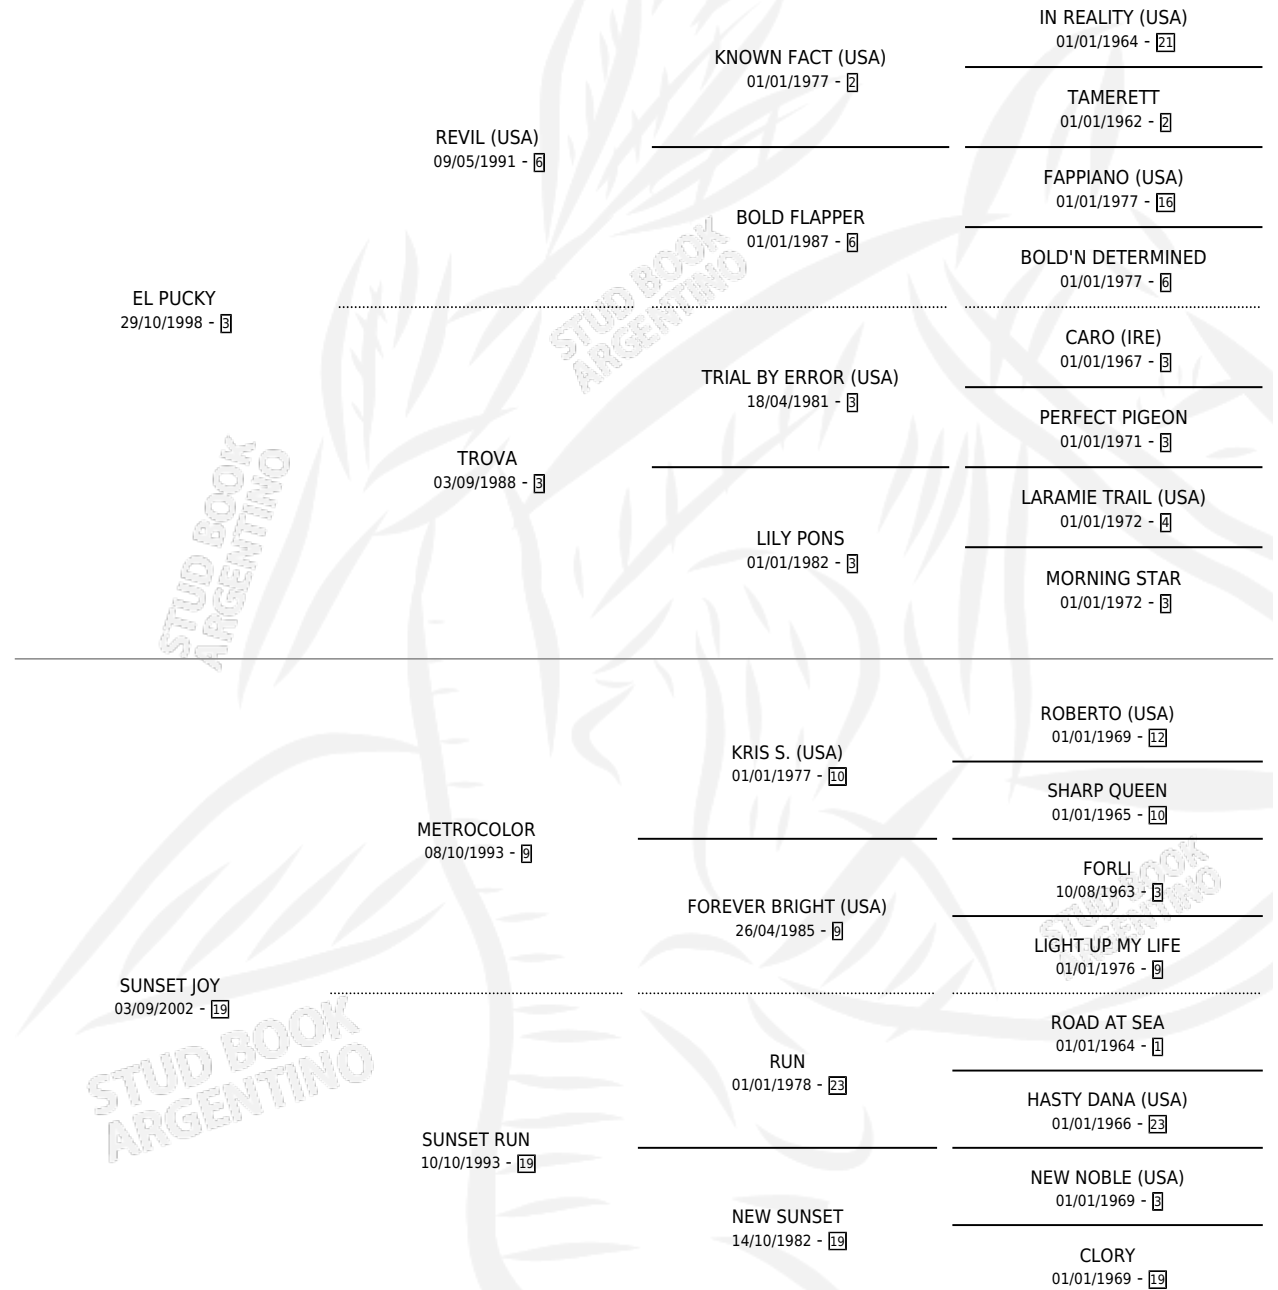 IN REALITY (USA)
01/01/1964 - 21
KNOWN FACT (USA)
01/01/1977 - 2
TAMERETT
01/01/1962 - 2
REVIL (USA)
09/05/1991 - 6
FAPPIANO (USA)
01/01/1977 - 16
BOLD FLAPPER
01/01/1987 - 6
BOLD'N DETERMINED
01/01/1977 - 6
EL PUCKY
29/10/1998 - 3
CARO (IRE)
01/01/1967 - 3
TRIAL BY ERROR (USA)
18/04/1981 - 3
PERFECT PIGEON
01/01/1971 - 3
TROVA
03/09/1988 - 3
LARAMIE TRAIL (USA)
01/01/1972 - 4
LILY PONS
01/01/1982 - 3
MORNING STAR
01/01/1972 - 3
ROBERTO (USA)
01/01/1969 - 12
KRIS S. (USA)
01/01/1977 - 10
SHARP QUEEN
01/01/1965 - 10
METROCOLOR
08/10/1993 - 9
FORLI
10/08/1963 - 3
FOREVER BRIGHT (USA)
26/04/1985 - 9
LIGHT UP MY LIFE
01/01/1976 - 9
SUNSET JOY
03/09/2002 - 19
ROAD AT SEA
01/01/1964 - 1
RUN
01/01/1978 - 23
HASTY DANA (USA)
01/01/1966 - 23
SUNSET RUN
10/10/1993 - 19
NEW NOBLE (USA)
01/01/1969 - 3
NEW SUNSET
14/10/1982 - 19
CLORY
01/01/1969 - 19
STUD BOOK
ARGENTINO
STUD BOOK
ARGENTINO
STUD BOOK
ARGENTINO
STUD BOOK
ARGENTINO